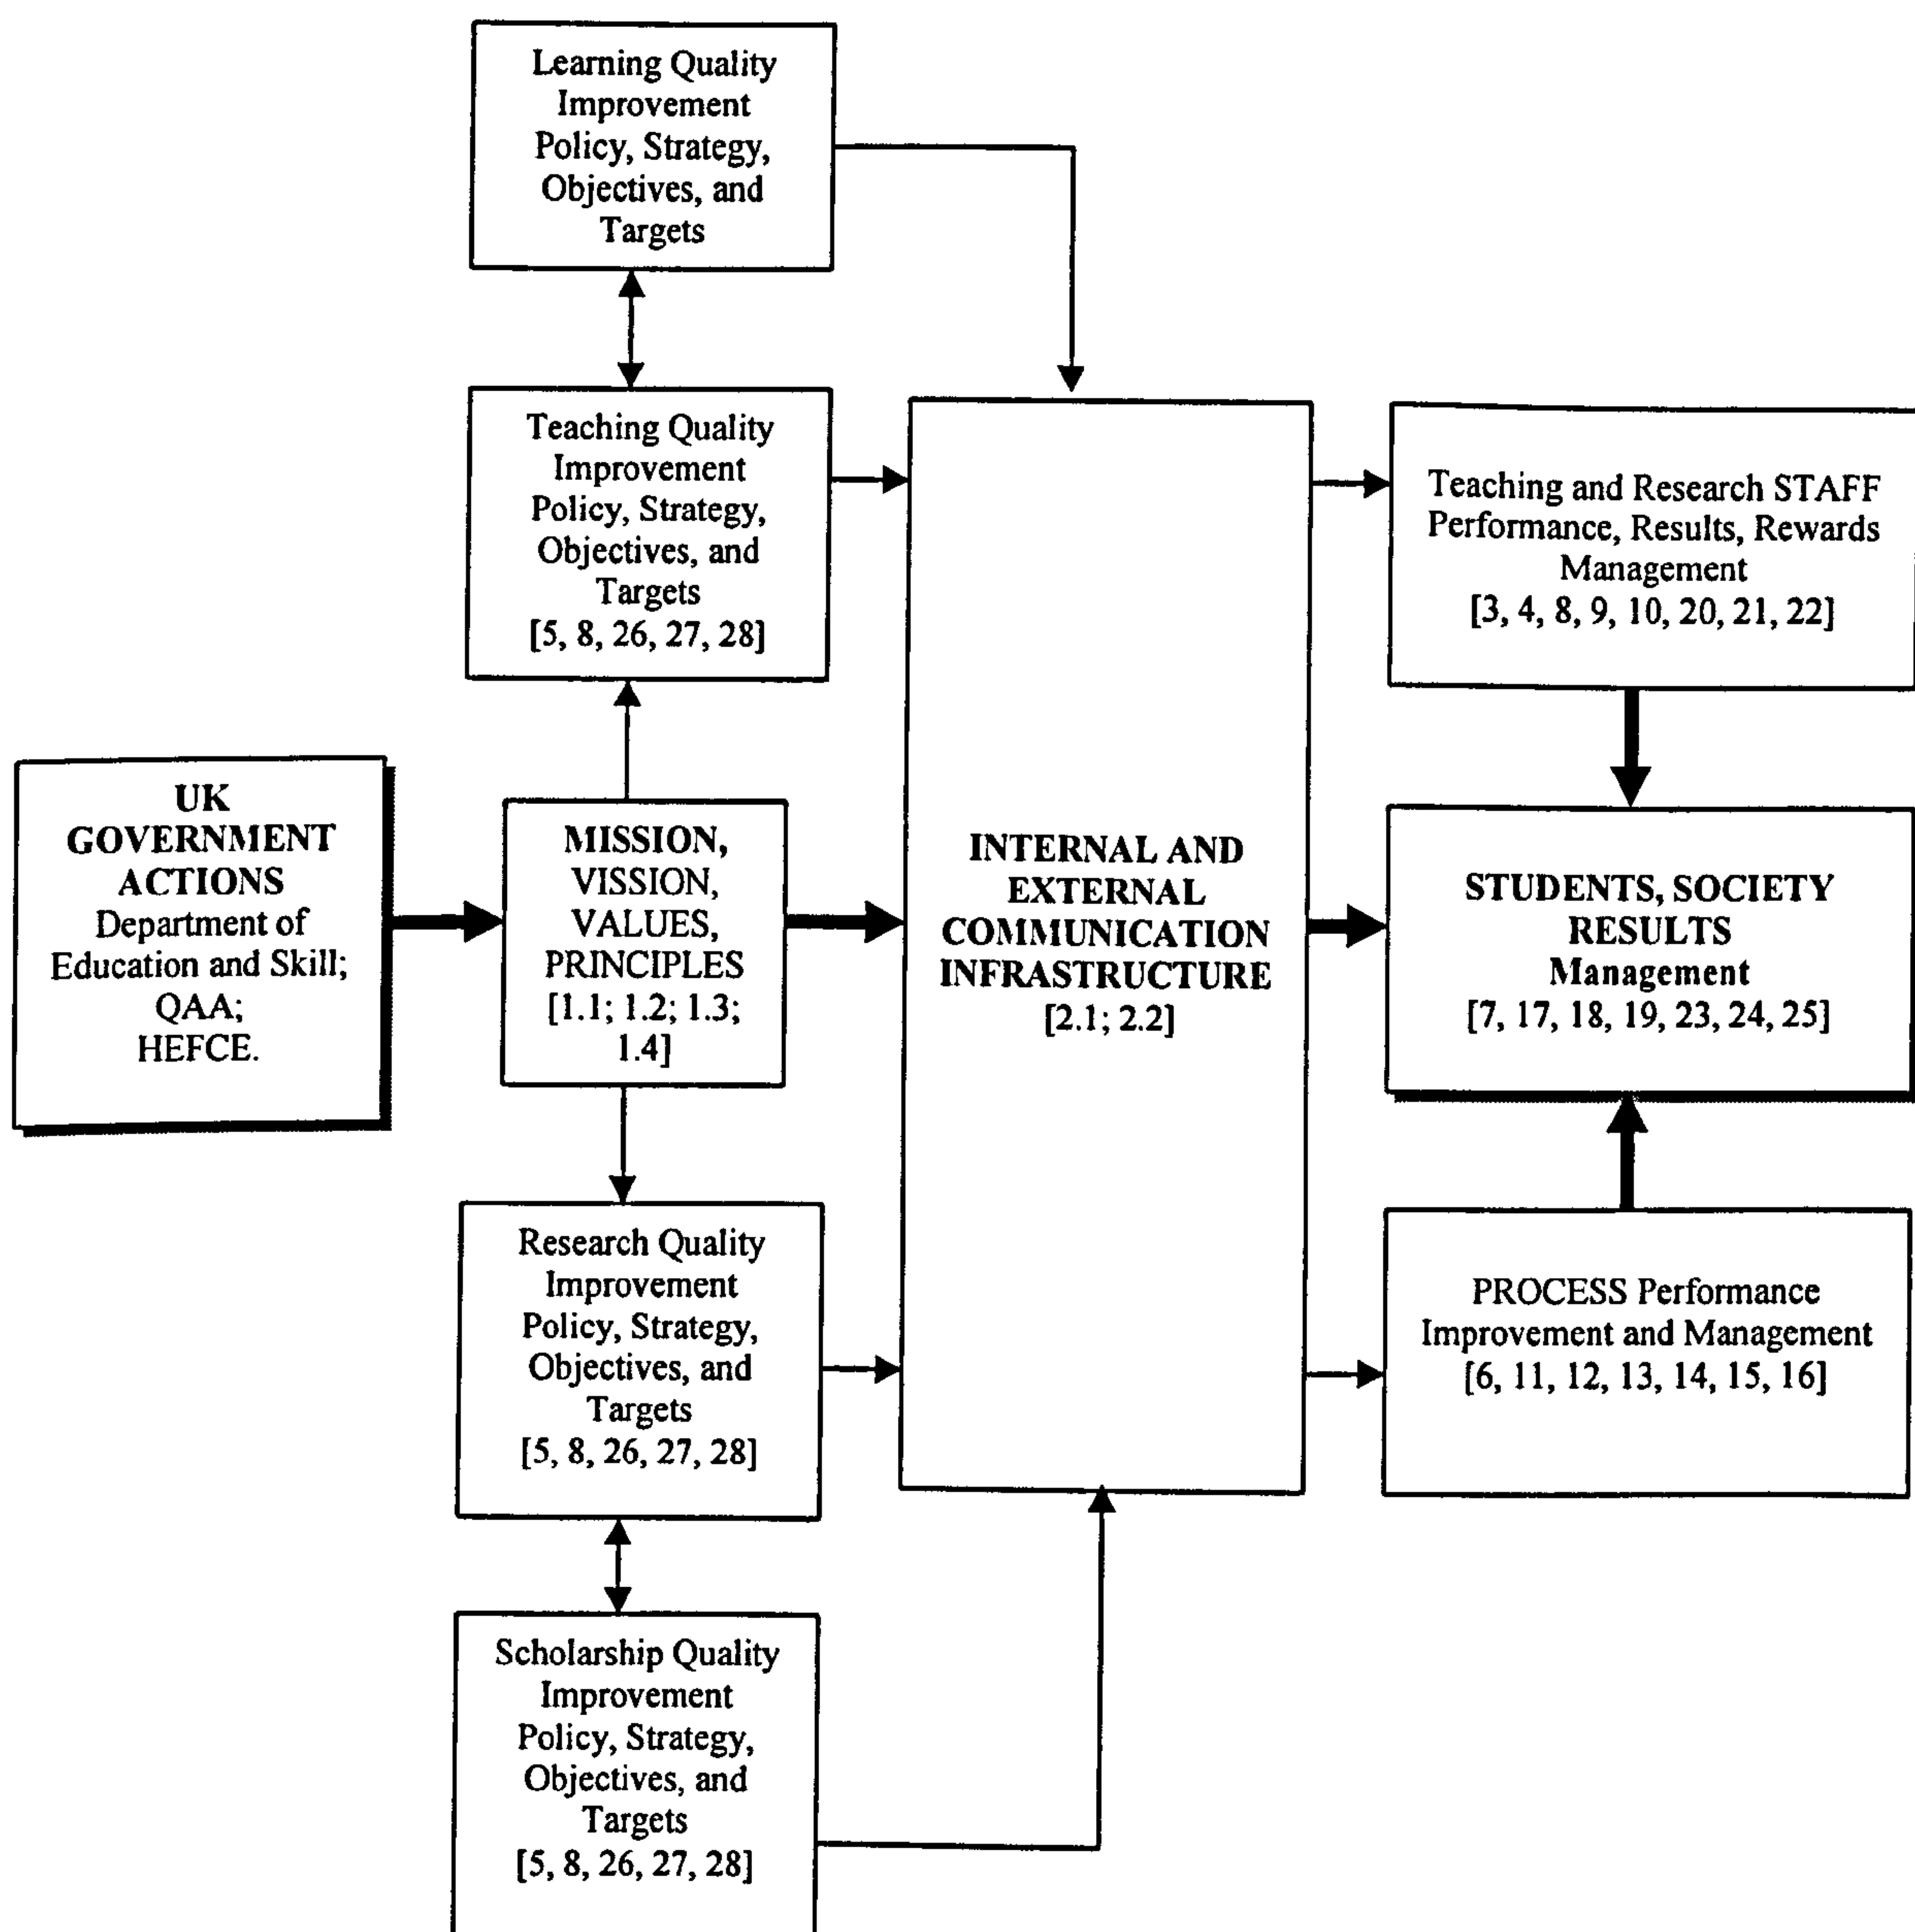 Learning Quality
Improvement
Policy, Strategy,
Objectives, and
Targets
Teaching Quality
Improvement
Policy, Strategy,
Objectives, and
Targets
[5, 8, 26, 27, 28]
UK
GOVERNMENT
ACTIONS
Department of
Education and Skill;
QAA;
HEFCE.
MISSION,
VISSION,
VALUES,
PRINCIPLES
[1.1; 1.2; 1.3;
1.4]
Research Quality
Improvement
Policy, Strategy,
Objectives, and
Targets
[5, 8, 26, 27, 28]
Scholarship Quality
Improvement
Policy, Strategy,
Objectives, and
Targets
[5, 8, 26, 27, 28]
INTERNAL AND
EXTERNAL
COMMUNICATION
INFRASTRUCTURE
[2.1; 2.2]
Teaching and Research STAFF
Performance, Results, Rewards
Management
[3, 4, 8, 9, 10, 20, 21, 22]
STUDENTS, SOCIETY
RESULTS
Management
[7, 17, 18, 19, 23, 24, 25]
PROCESS Performance
Improvement and Management
[6, 11, 12, 13, 14, 15, 16]